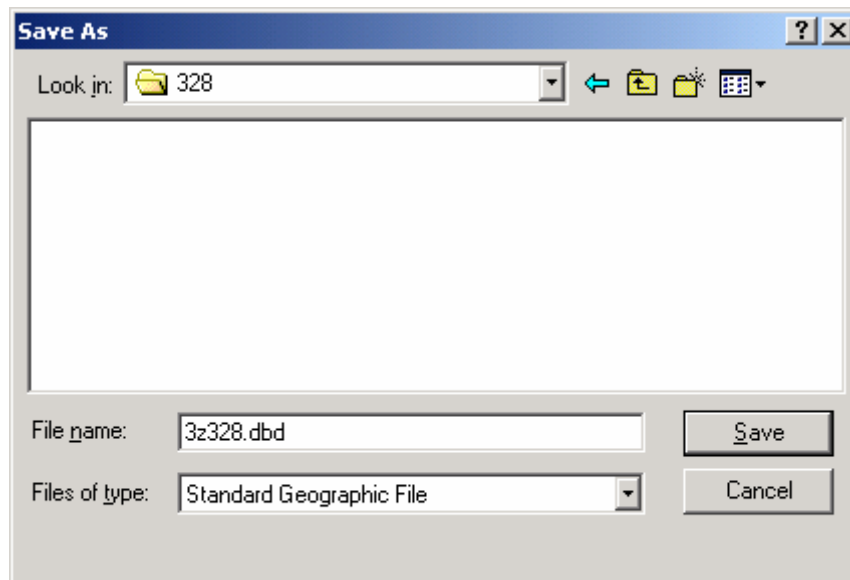 Save As
Look in: 328
File name: 3z328.dbd
Save
Files of type: Standard Geographic File
Cancel